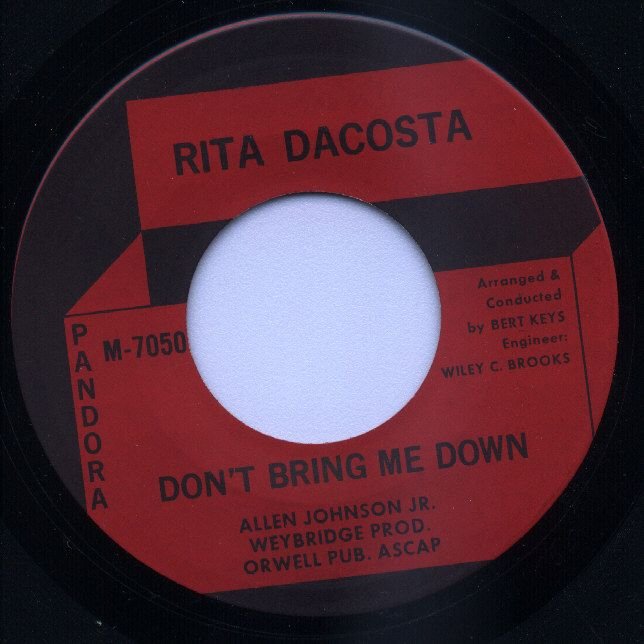 RITA DACOSTA
PANDORA
M-7050
Arranged &
Conducted
by BERT KEYS
Engineer:
WILEY C. BROOKS
DON'T BRING ME DOWN
ALLEN JOHNSON JR.
WEYBRIDGE PROD.
ORWELL PUB. ASCAP